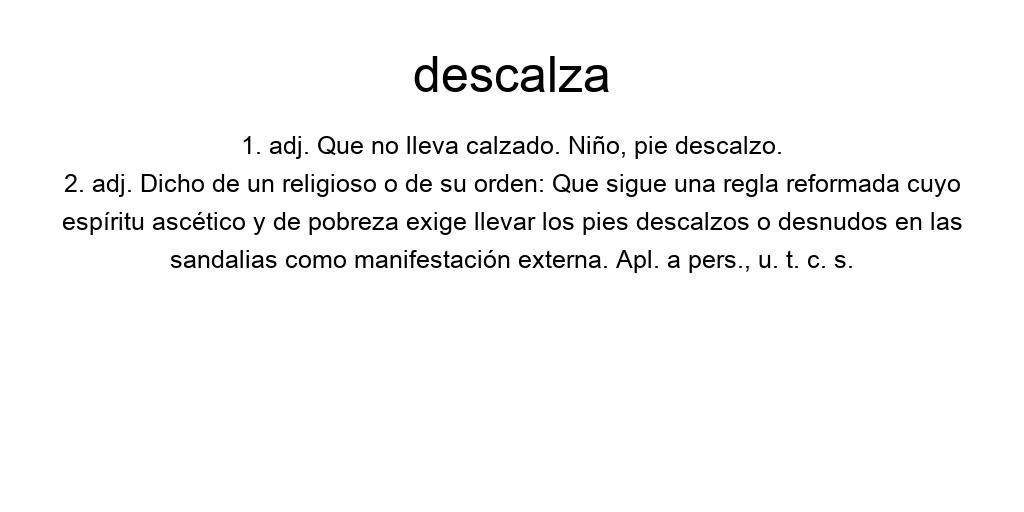 descalza
1. adj. Que no lleva calzado. Niño, pie descalzo.
2. adj. Dicho de un religioso o de su orden: Que sigue una regla reformada cuyo
espíritu ascético y de pobreza exige llevar los pies descalzos o desnudos en las
sandalias como manifestación externa. Apl. a pers., u. t. c. s.